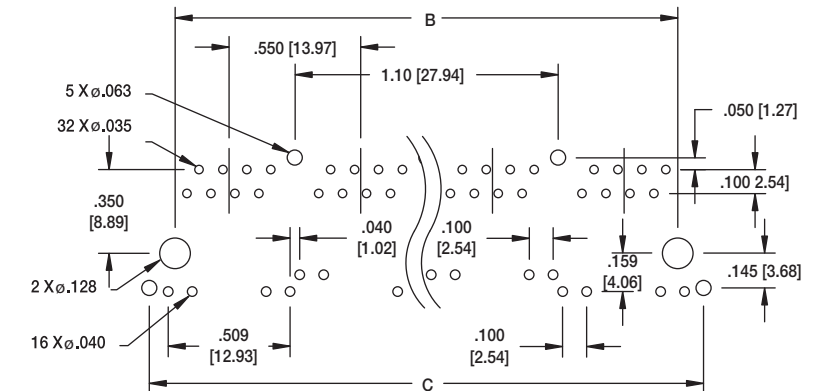 B
.550 [13.97]
1.10 [27.94]
5 X ø.063
.050 [1.27]
32 X ø.035
.100 2.54]
.350
[8.89]
.040
[1.02]
.100
[2.54]
.159
[4.06]
.145 [3.68]
2 X ø.128
16 X ø.040
.509
[12.93]
.100
[2.54]
C